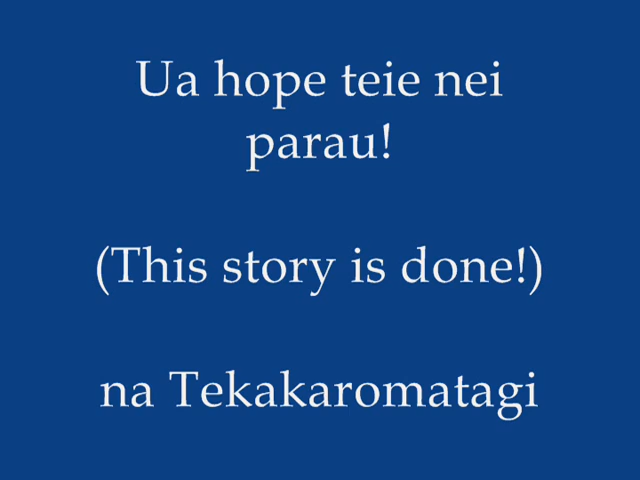 Ua hope teie nei
parau!
(This story is done!)
na Tekakaromatagi